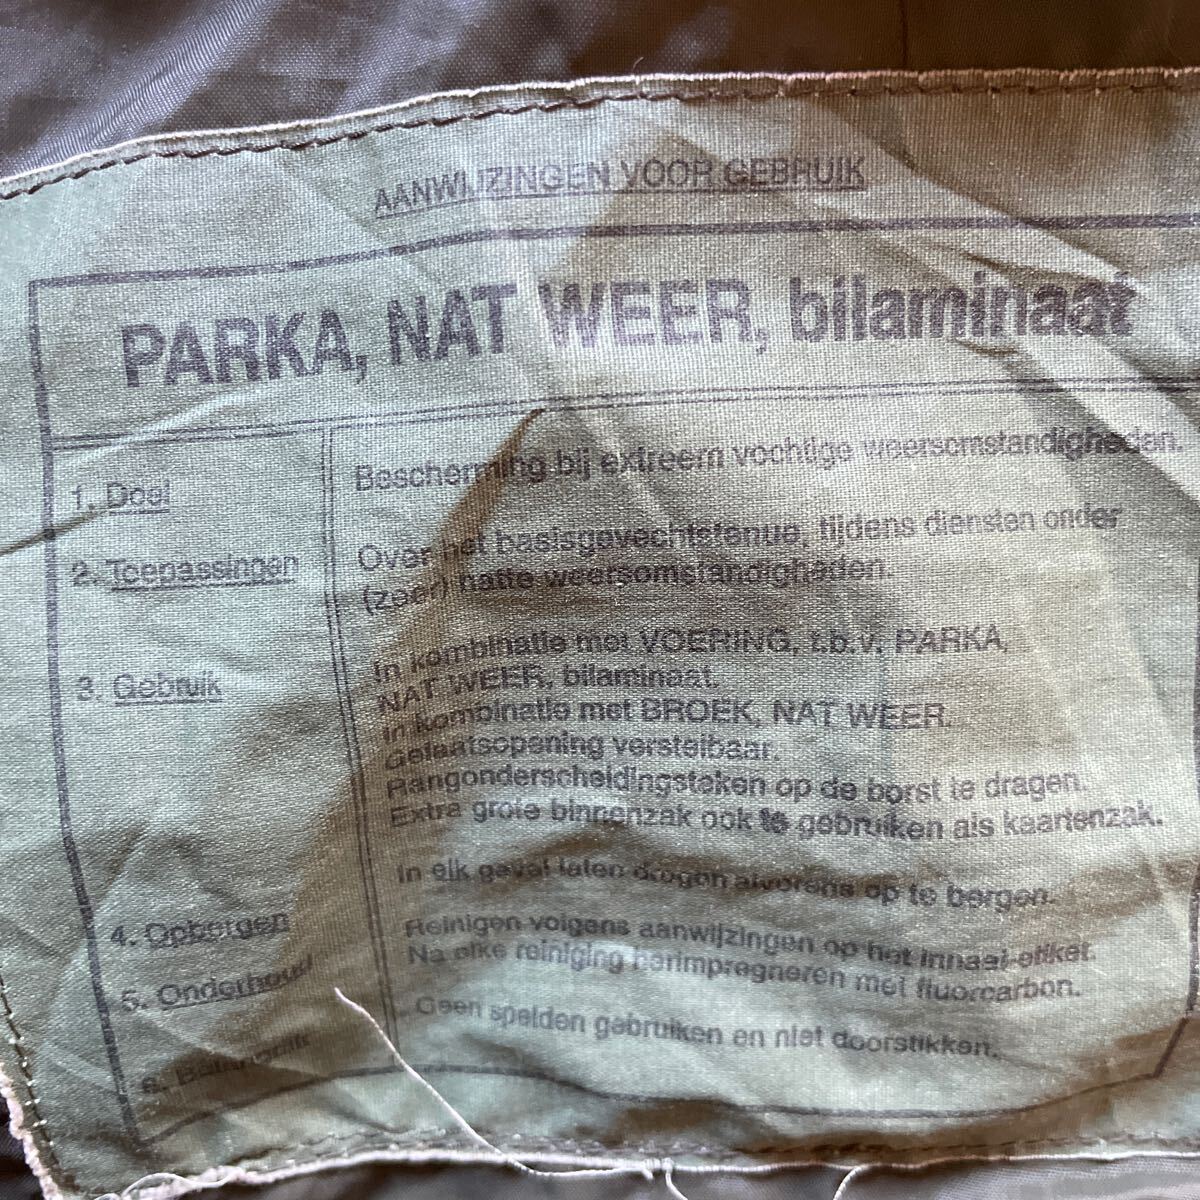 AANWIJZINGEN VOOR GEBRUIK
PARKA, NAT WEER, bilaminaat
1. Doel
Bescherming bij extreem vochtige weersomstandigheden.
2. Toepassingen
Over het basisgevechtstenue, tijdens diensten onder
(zeer) natte weersomstandigheden.
3. Gebruik
In kombinatie met VOERING, t.b.v. PARKA,
NAT WEER, bilaminaat.
In kombinatie met BROEK, NAT WEER.
Gelaatsopening verstelbaar.
Rangonderscheidingsteken op de borst te dragen.
Extra grote binnenzak ook te gebruiken als kaartenzak.
4. Opbergen
In elk geval laten drogen alvorens op te bergen.
5. Onderhoud
Reinigen volgens aanwijzingen op het innaai-etiket.
Na elke reiniging herimpregneren met fluorcarbon.
6. Belangrijk
Geen spelden gebruiken en niet doorstikken.